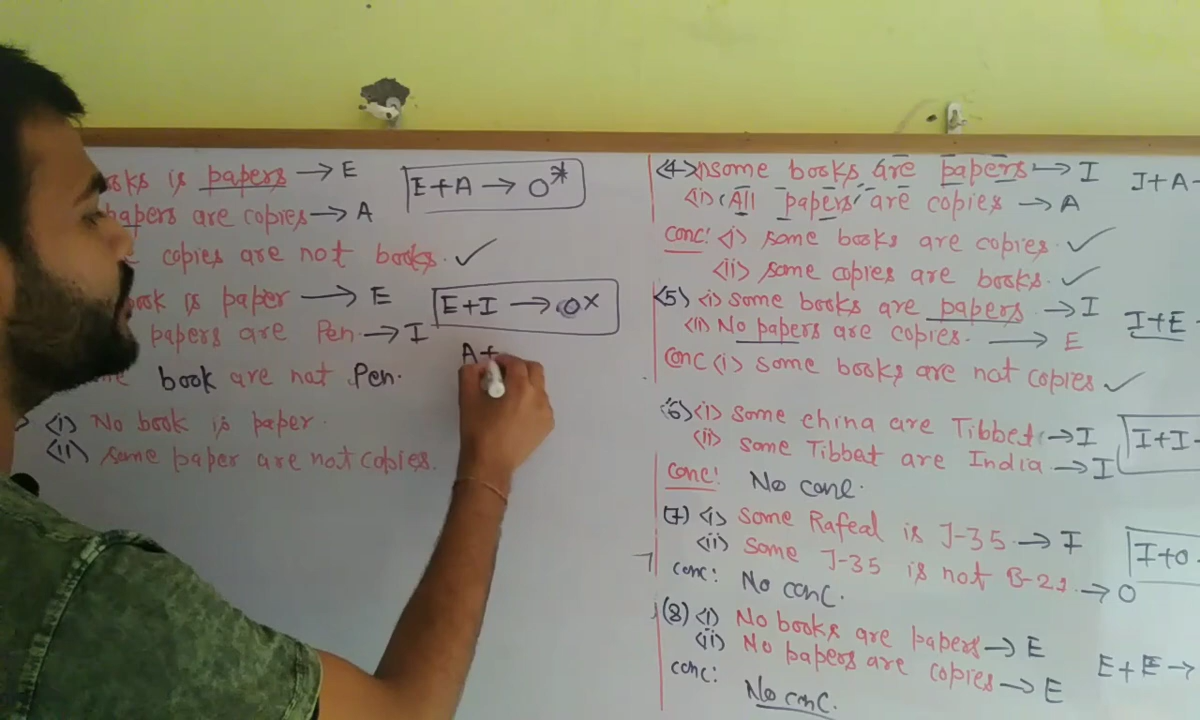 ooks is papers → E
E+A → O*
papers are copies → A
copies are not books. ✓
ook is paper → E
E+I → O×
papers are Pen. → I
A+
book are not Pen.
(i) No book is paper.
(ii) some paper are not copies.
(4) some books are papers → I
I+A-
(i) All papers are copies → A
conc: (i) some books are copies. ✓
(ii) some copies are books. ✓
(5) (i) some books are papers → I
I+E
(i) No papers are copies. → E
conc (i) some books are not copies ✓
(6) (i) some china are Tibbet. → I
I+I-
(ii) some Tibbet are India → I
conc: No conc.
(7) (i) some Rafeal is J-35 → I
I+O-
(ii) some J-35 is not B-21. → O
conc: No conc.
(8) (i) No books are papers → E
(ii) No papers are copies → E
E+E →
conc:
No conc.